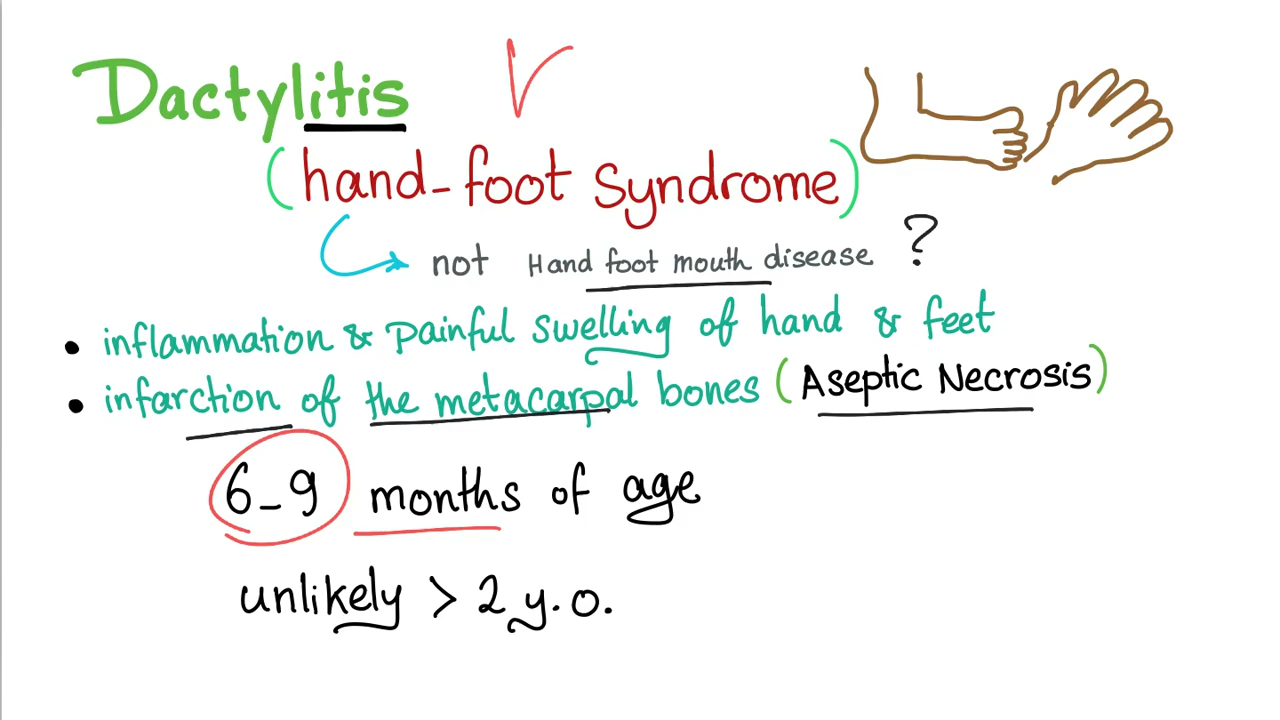 Dactylitis
(hand-foot Syndrome)
not Hand foot mouth disease ?
• inflammation & painful swelling of hand & feet
• infarction of the metacarpal bones (Aseptic Necrosis)
6-9 months of age
unlikely > 2 y.o.